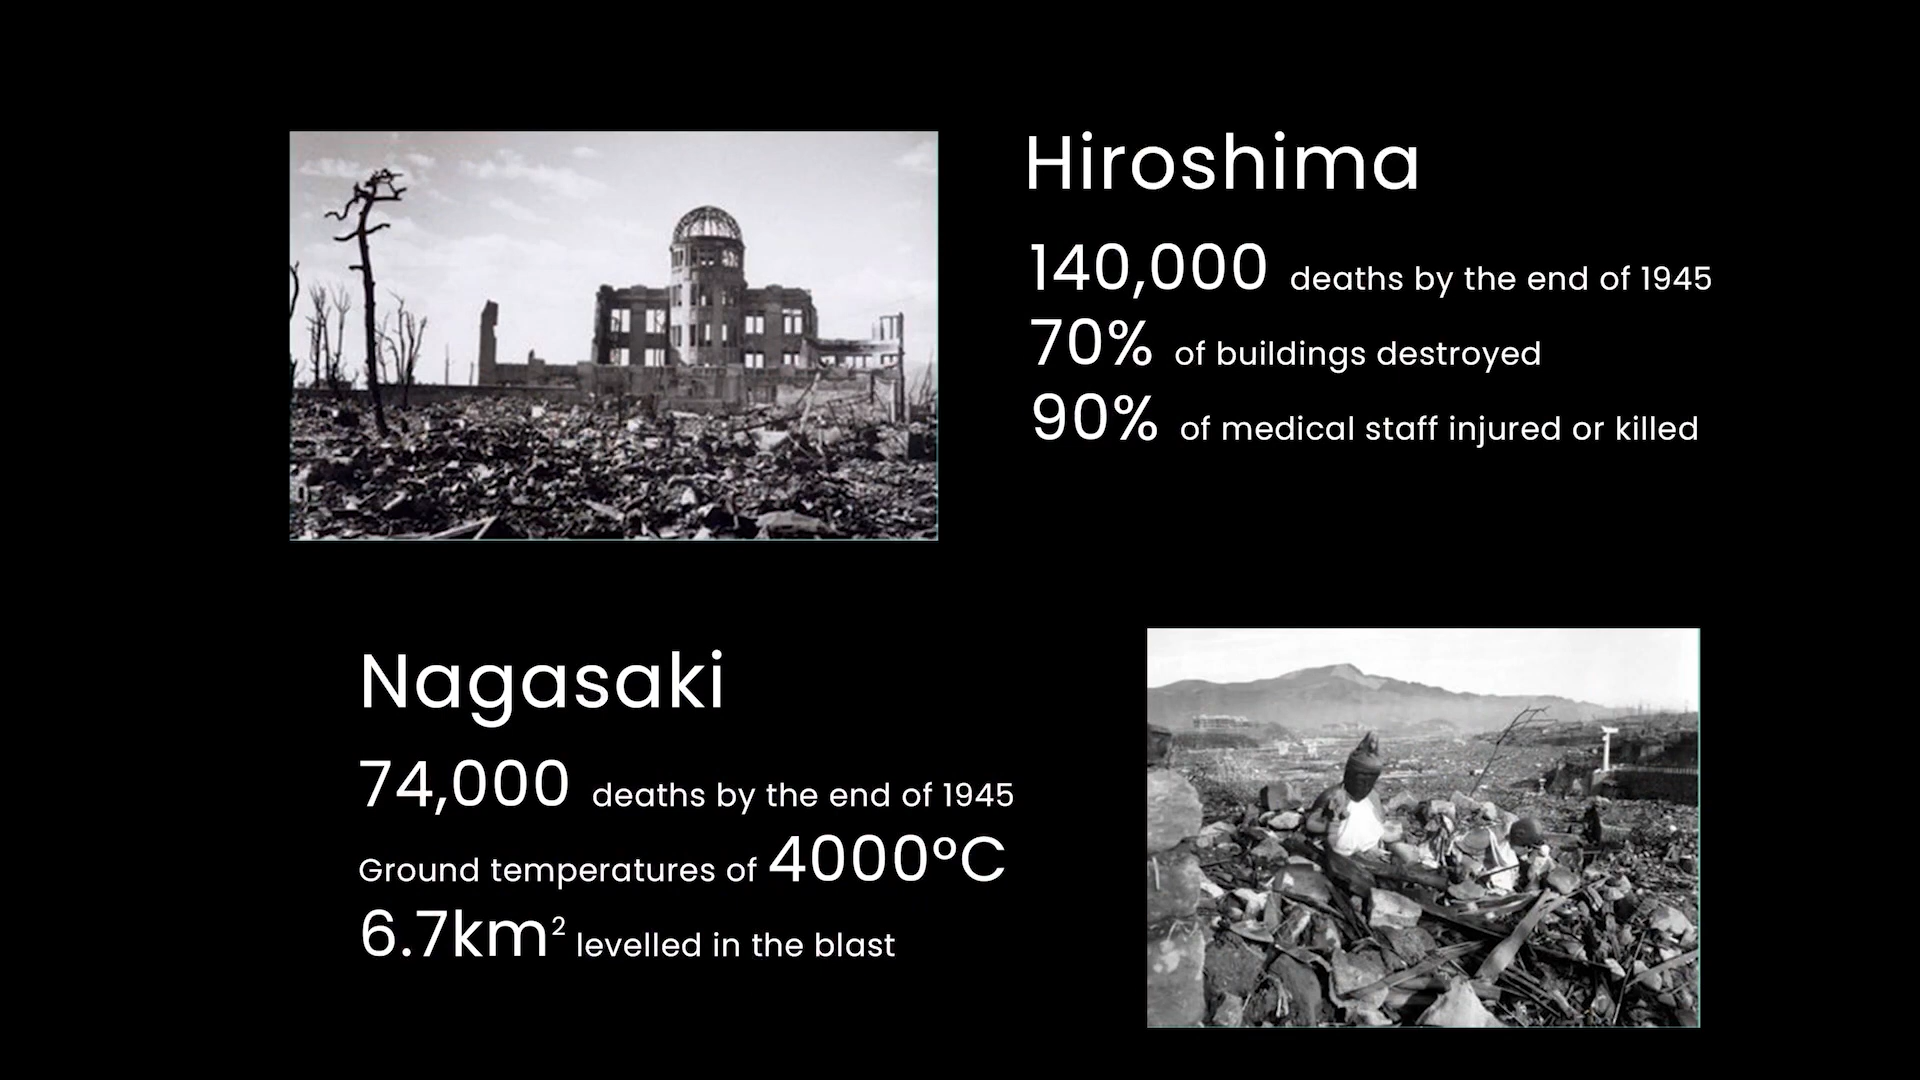 Hiroshima
140,000 deaths by the end of 1945
70% of buildings destroyed
90% of medical staff injured or killed
Nagasaki
74,000 deaths by the end of 1945
Ground temperatures of 4000°C
6.7km² levelled in the blast